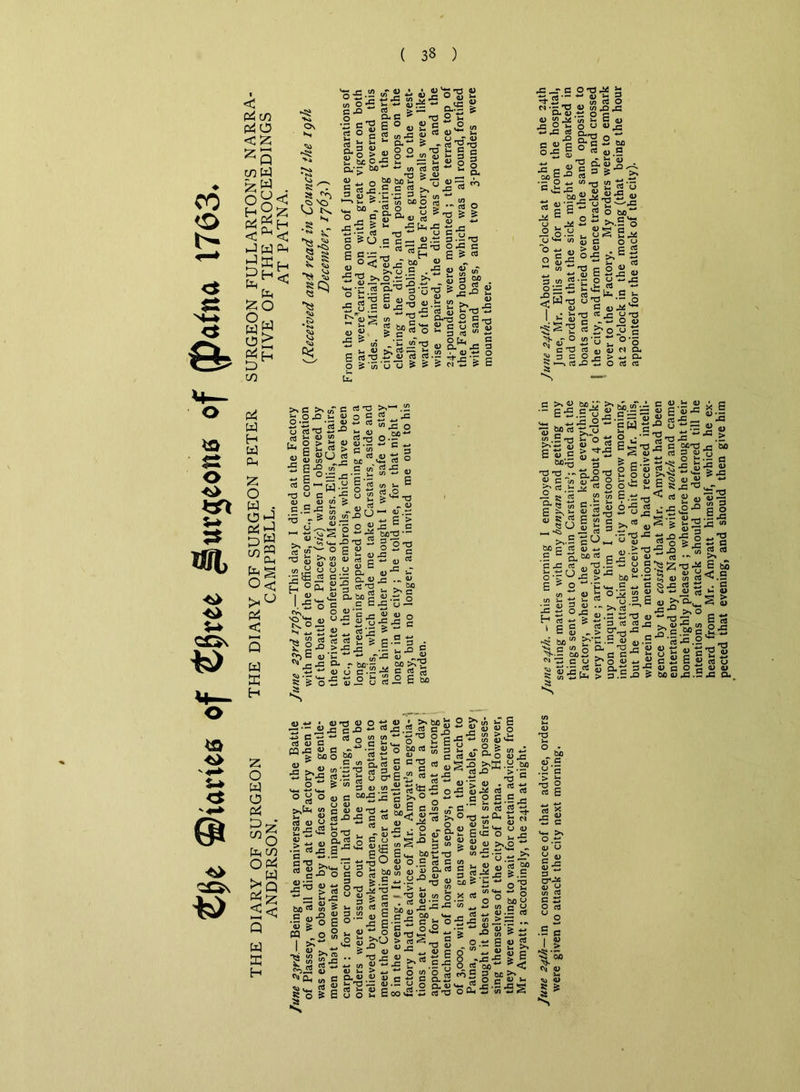 ( 38 )
The Diaries of Three Surgeons of Patna 1763.
THE DIARY OF SURGEON
ANDERSON.
June 23rd.—Being the anniversary of the Battle
of Plassey, we all dined at the Factory when it
was easy to observe by the faces of the gentle-
men that somewhat of importance was on the
carpet: for our council had been sitting, and
orders were issued out for the guards to be
relieved by the awkwardmen, and the captains to
meet the Commanding Officer at his quarters at
8 in the evening. It seems the gentlemen of the
factory had the advice of Mr. Amyatt's negotia-
tions at Mongheer being broken off and a day
appointed for his departure, also that a strong
detachment of horse and sepoys, to the number
of 3,000, with six guns were on the March to
Patna, so that a war seemed inevitable, they
thought it best to strike the first sroke by posses-
sing themselves of the city of Patna. However,
they were willing to wait for certain advices from
Mr Amyatt; accordingly, the 24th at night.
June 24th—in consequence of that advice, orders
were given to attack the city next morning.
THE DIARY OF SURGEON PETER
CAMPBELL.
June 23rd 1763.—This day I dined at the Factory
with most of the officers, etc., in commemoration
of the battle of Placey (sic) when I observed by
the private conferences of Messrs. Ellis, Carstairs,
etc., that the public embroils, which have been
long threatening appeared to be coming near to a
crisis, which made me take Carstairs, aside and
ask him whether he thought I was safe to stay
longer in the city; he told me, for that night I
may, but no longer, and invited me out to his
garden.
June 24th.—This morning I employed myself in
settling matters with my banyan and getting my
things sent out to Captain Carstairs'; dined at the
Factory, where the gentlemen kept everything
very private; arrived at Carstairs about 4 o'clock;
upon inquiry of him I understood that they
intended attacking the city to-morrow morning,
but he had just received a chit from Mr. Ellis,
wherein he mentioned he had received intelli-
gence by the cossid that Mr. Amyatt had been
entertained by the Nabob with a notch and came
home highly pleased; wherefore he thought their
intentions of attack should be deferred till he
heard from Mr. Amyatt himself, which he ex-
pected that evening, and should then give him
SURGEON FULLARTON'S NARRA-
TIVE OF THE PROCEEDINGS
AT PATNA.
(Received and read in Council the 19th
December, 1763.)
From the 17th of the month of June preparations of
war were carried on with great vigour on both
sides. Mindialy Ali Cawn, who governed this
city, was employed in repairing the ramparts,
clearing the ditch, and posting troops on the
walls, and doubling all the guards to the west-
ward of the city. The Factory walls were like-
wise repaired, the ditch was cleared, and the
24-pounders were mounted; the terrace top of
the Factory house, which was all round, fortified
with sand bags, and two 3-pounders were
mounted there.
June 24th.—About 10 o'clock at night on the 24th
June, Mr. Ellis sent for me from the hospital,
and ordered that the sick might be embarked in
boats and carried over to the sand opposite to
the city, and from thence tracked up, and crossed
over to the Factory. My orders were to embark
at 2 o'clock in the morning (that being the hour
appointed for the attack of the city).